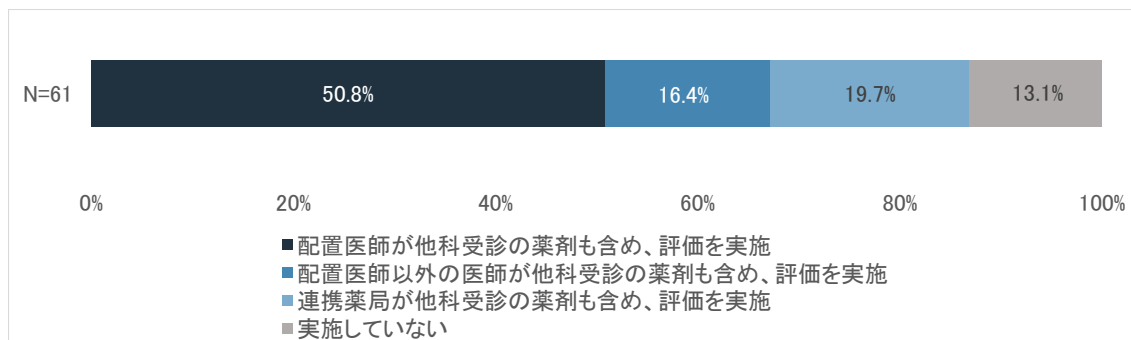 N=61 50.8% 16.4% 19.7% 13.1%
0% 20% 40% 60% 80% 100%
■配置医師が他科受診の薬剤も含め、評価を実施
■配置医師以外の医師が他科受診の薬剤も含め、評価を実施
■連携薬局が他科受診の薬剤も含め、評価を実施
■実施していない